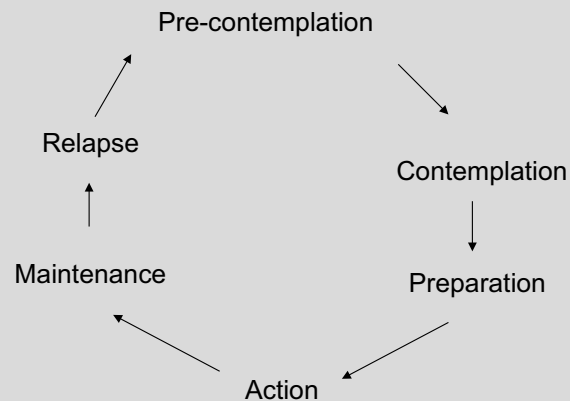 Pre-contemplation
Contemplation
Preparation
Action
Maintenance
Relapse